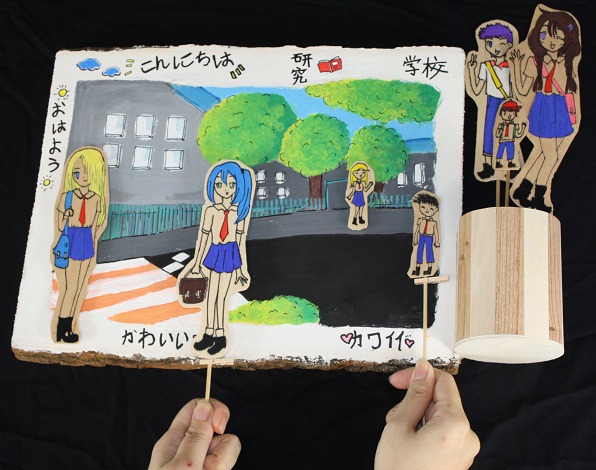 こんにちは
研究
学校
おはよう
かわいい
カワイイ